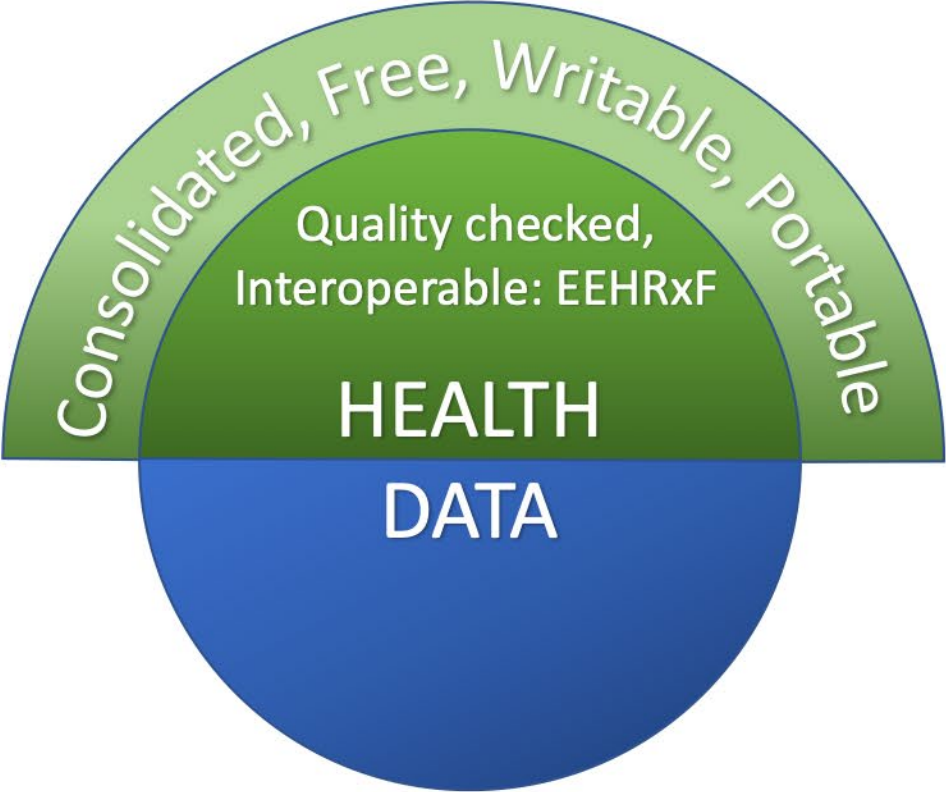 Consolidated, Free, Writable, Portable
Quality checked,
Interoperable: EEHRxF
HEALTH
DATA